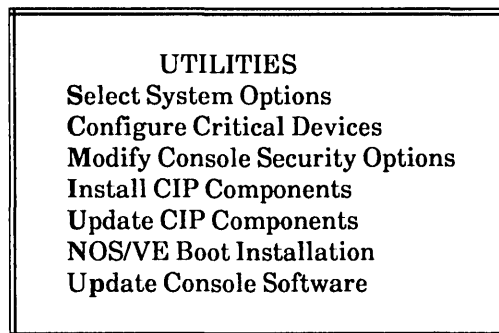 UTILITIES
Select System Options
Configure Critical Devices
Modify Console Security Options
Install CIP Components
Update CIP Components
NOS/VE Boot Installation
Update Console Software